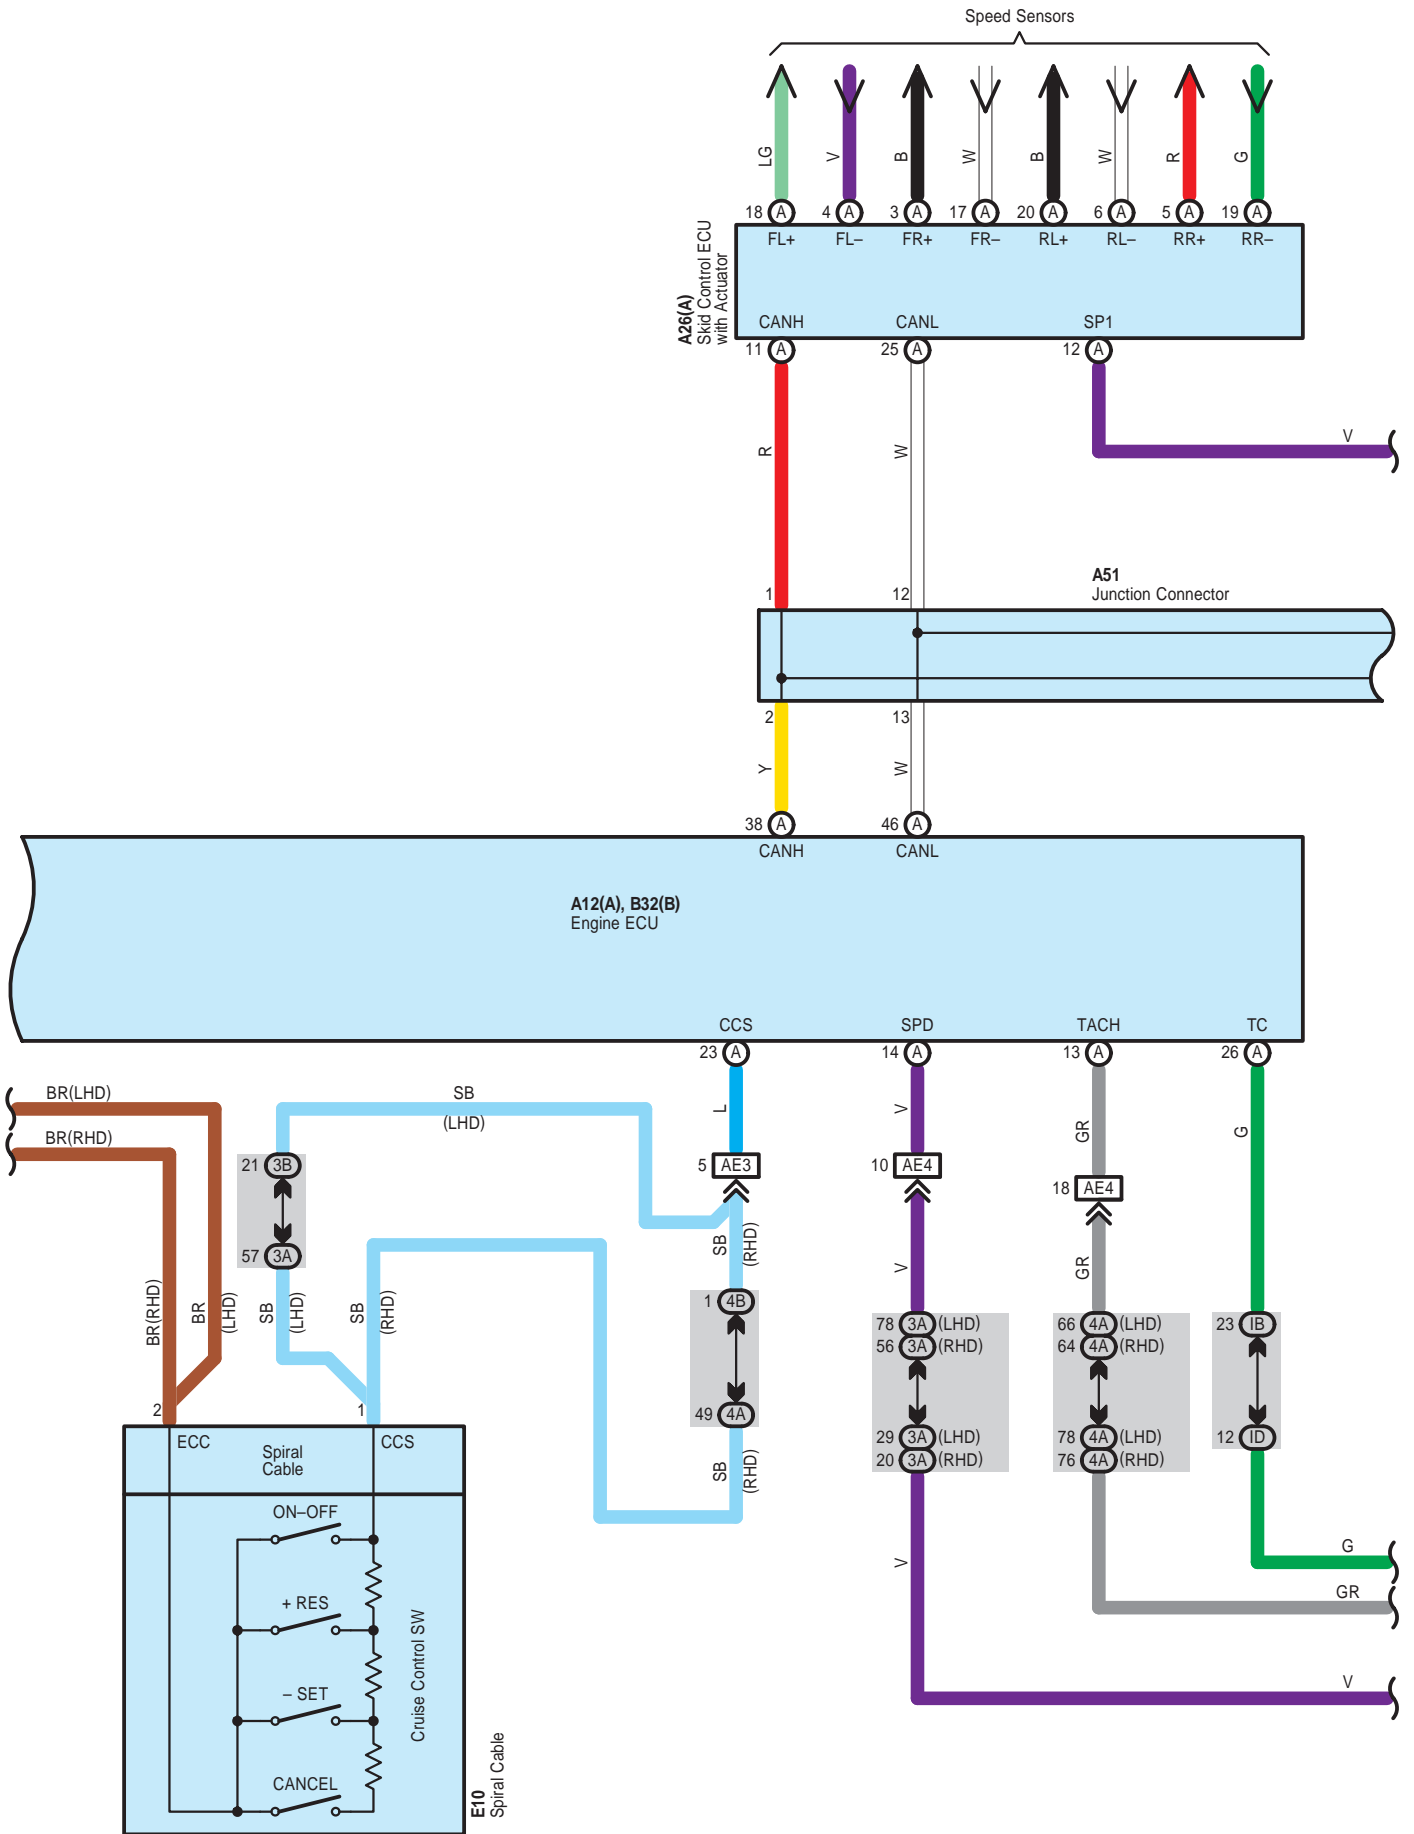 Speed Sensors
LG V B W B W R G
18 A 4 A 3 A 17 A 20 A 6 A 5 A 19 A
FL+ FL– FR+ FR– RL+ RL– RR+ RR–
A26(A)
Skid Control ECU
with Actuator
CANH CANL SP1
11 A 25 A 12 A
V
R W
A51
Junction Connector
1 12
2 13
Y W
38 A 46 A
CANH CANL
A12(A), B32(B)
Engine ECU
CCS SPD TACH TC
23 A 14 A 13 A 26 A
BR(LHD)
SB
(LHD)
L V GR G
BR(RHD)
21 3B
5 AE3
10 AE4
18 AE4
57 3A
SB
(RHD)
V GR
BR(RHD)
BR
(LHD)
SB
(LHD)
SB
(RHD)
1 4B
78 3A (LHD)
56 3A (RHD)
66 4A (LHD)
64 4A (RHD)
23 IB
49 4A
29 3A (LHD)
20 3A (RHD)
78 4A (LHD)
76 4A (RHD)
12 ID
2 1
ECC CCS
Spiral
Cable
SB
(RHD)
ON–OFF
+ RES
– SET
CANCEL
Cruise Control SW
E10
Spiral Cable
V
G
GR
V